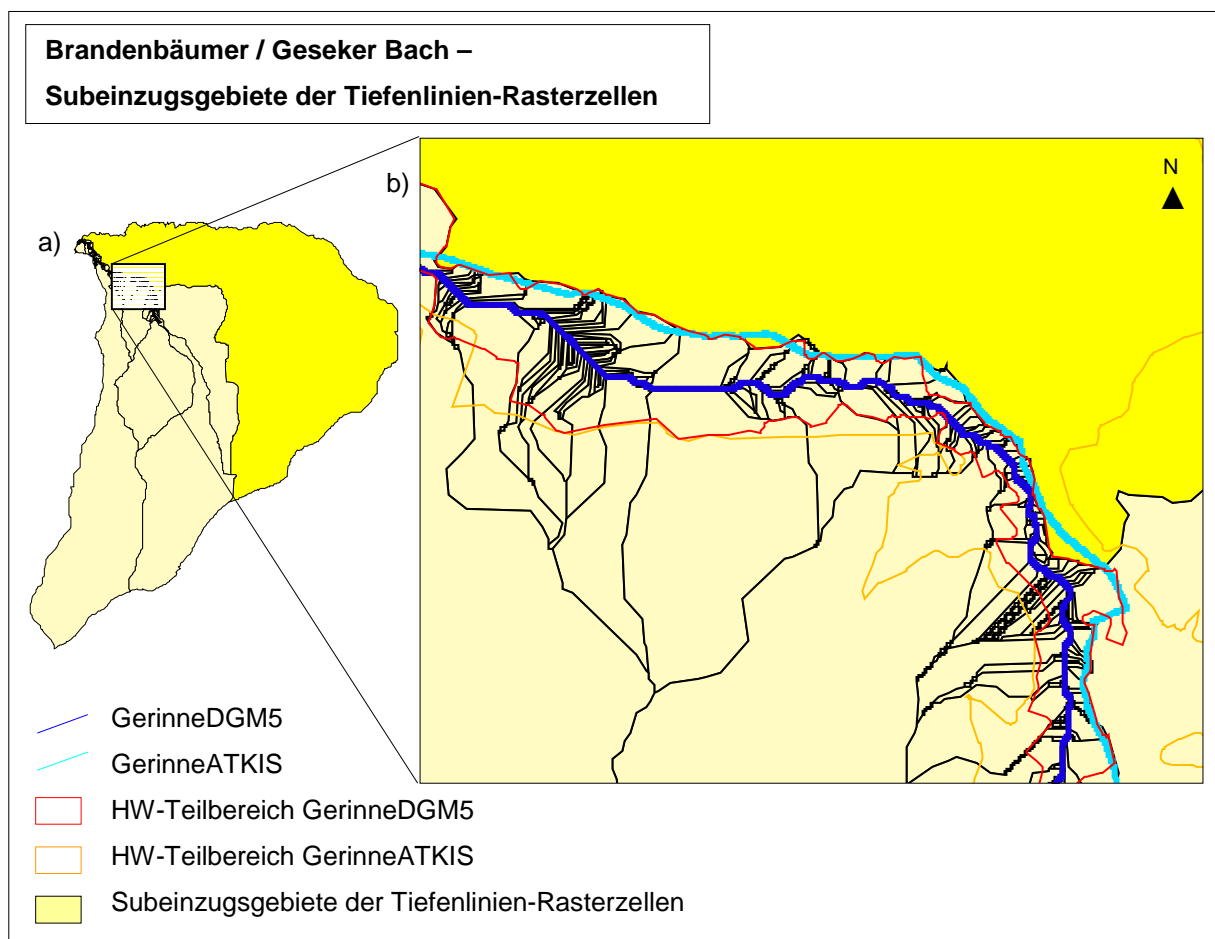 Brandenbäumer / Geseker Bach –
Subeinzugsgebiete der Tiefenlinien-Rasterzellen
a)
b)
N
GerinneDGM5
GerinneATKIS
HW-Teilbereich GerinneDGM5
HW-Teilbereich GerinneATKIS
Subeinzugsgebiete der Tiefenlinien-Rasterzellen